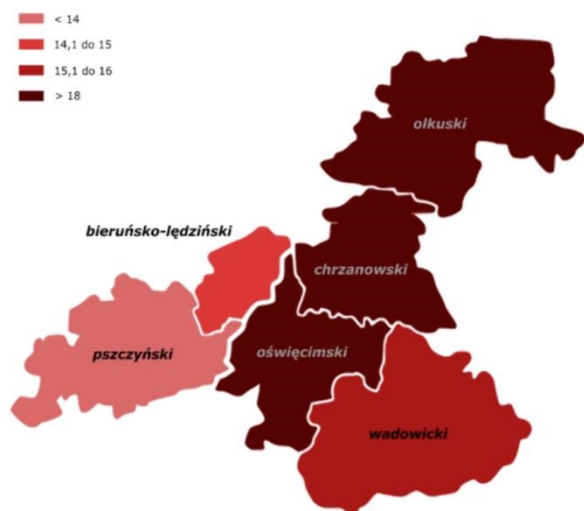 < 14
14,1 do 15
15,1 do 16
> 18
olkuski
bieruńsko-lędziński
chrzanowski
pszczyński
oświęcimski
wadowicki